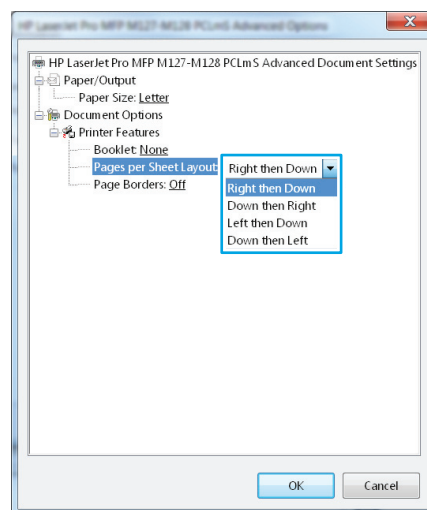 HP LaserJet Pro MFP M127-M128 PCLmS Advanced Options
HP LaserJet Pro MFP M127-M128 PCLmS Advanced Document Settings
Paper/Output
Paper Size: Letter
Document Options
Printer Features
Booklet: None
Pages per Sheet Layout: Right then Down
Right then Down
Down then Right
Left then Down
Down then Left
Page Borders: Off
OK Cancel